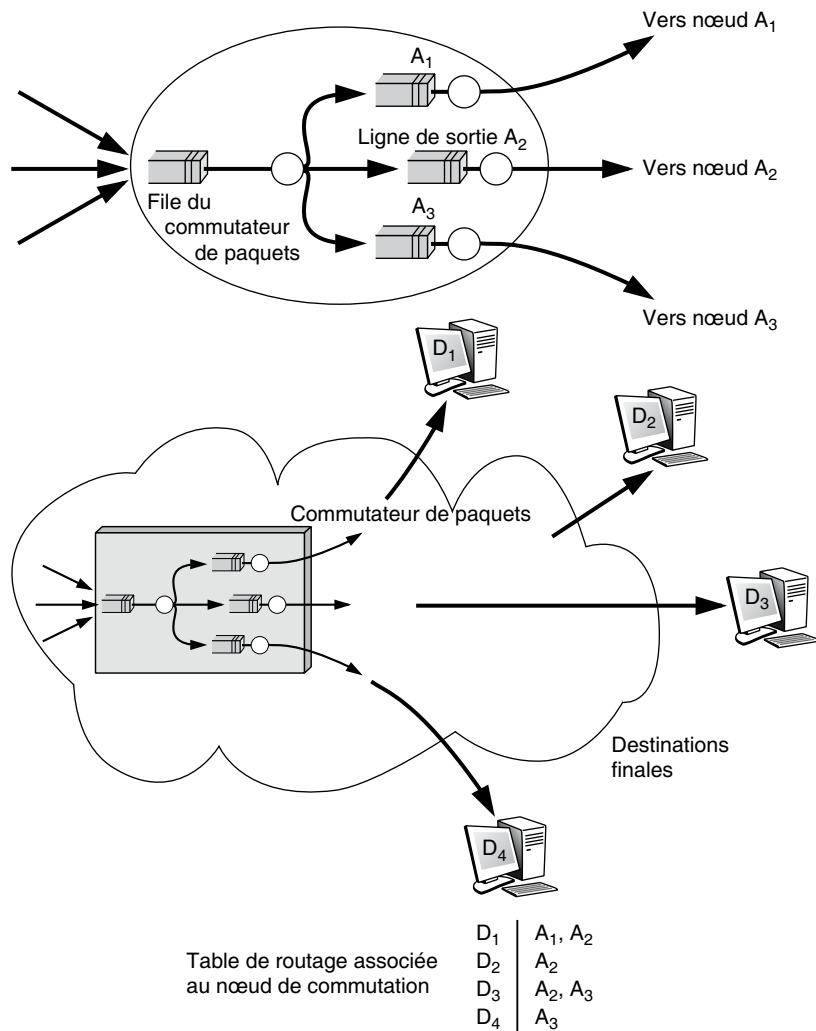 Vers nœud A₁
A₁
Ligne de sortie A₂
Vers nœud A₂
File du
commutateur
de paquets
A₃
Vers nœud A₃
D₁
D₂
Commutateur de paquets
D₃
Destinations
finales
D₄
Table de routage associée
au nœud de commutation
D₁ A₁, A₂
D₂ A₂
D₃ A₂, A₃
D₄ A₃